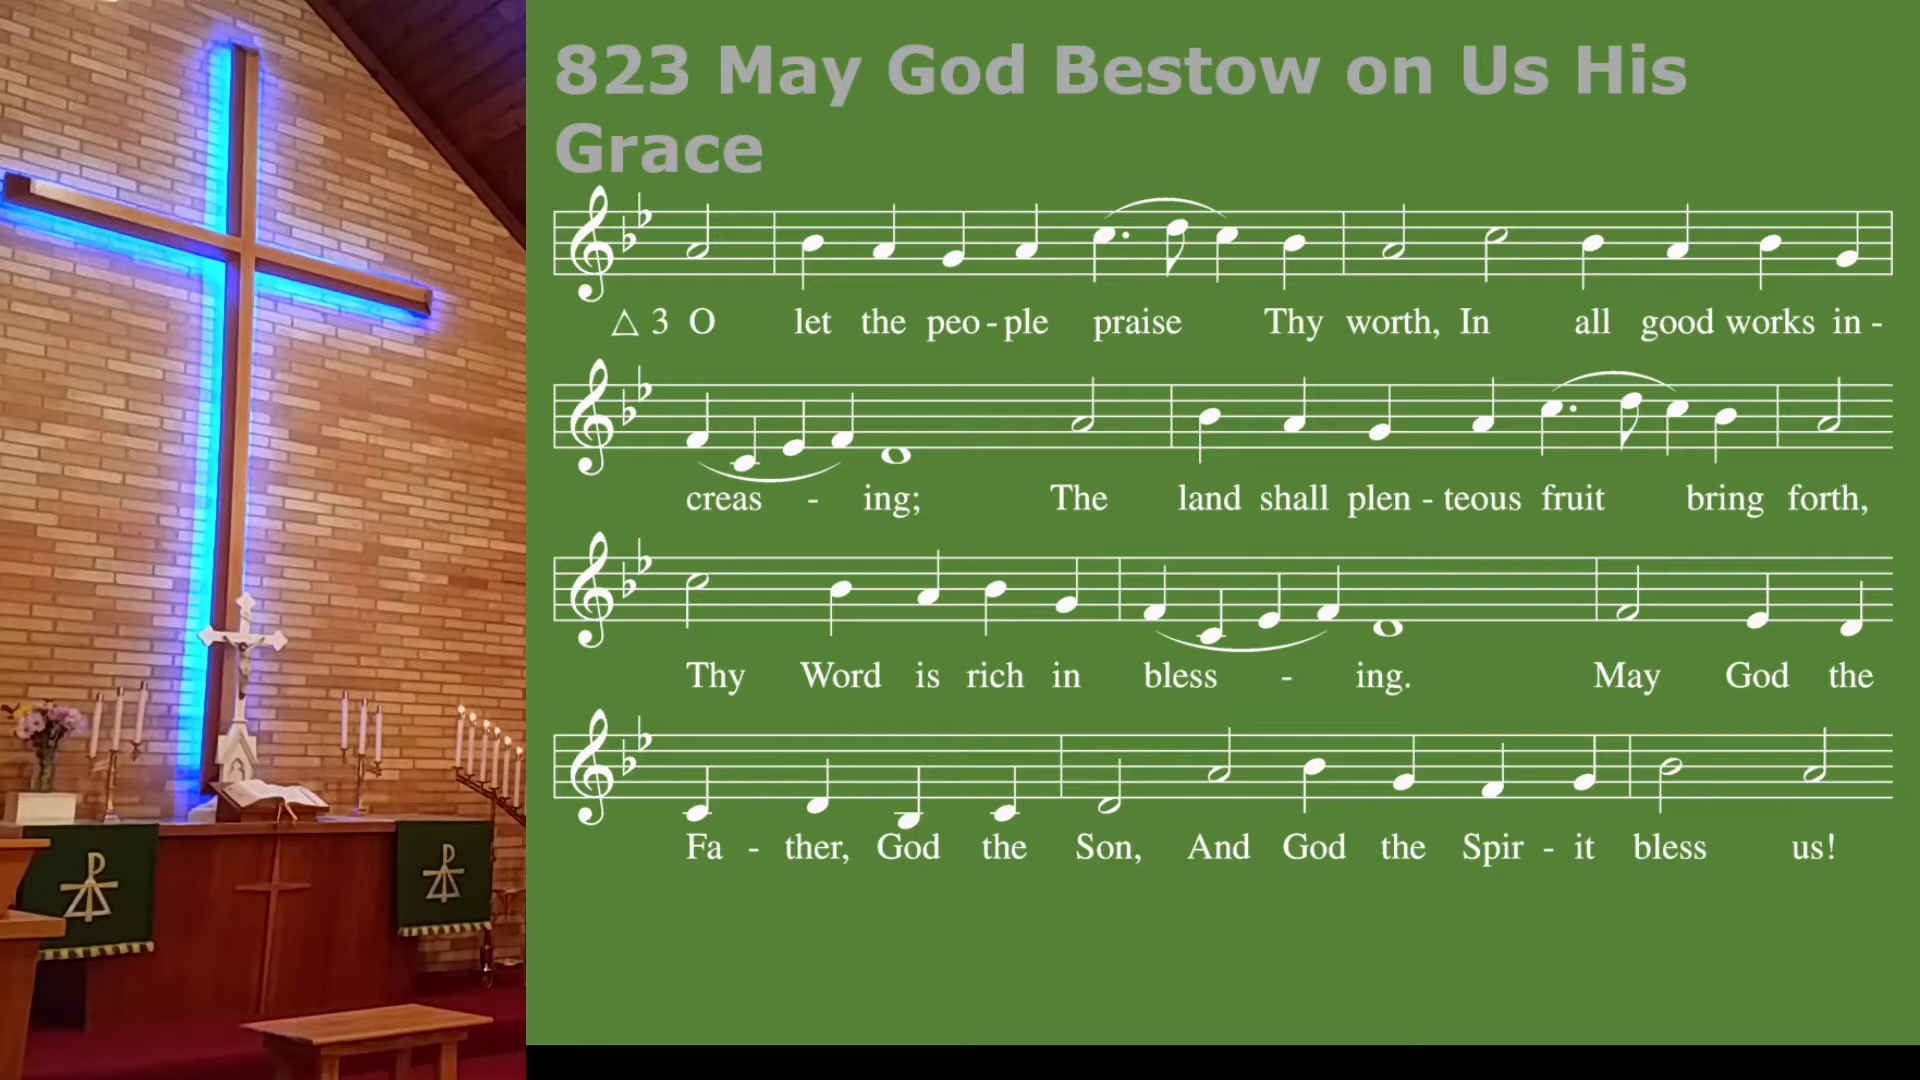 823 May God Bestow on Us His
Grace
△ 3 O let the peo - ple praise Thy worth, In all good works in -
creas - ing; The land shall plen - teous fruit bring forth,
Thy Word is rich in bless - ing. May God the
Fa - ther, God the Son, And God the Spir - it bless us!